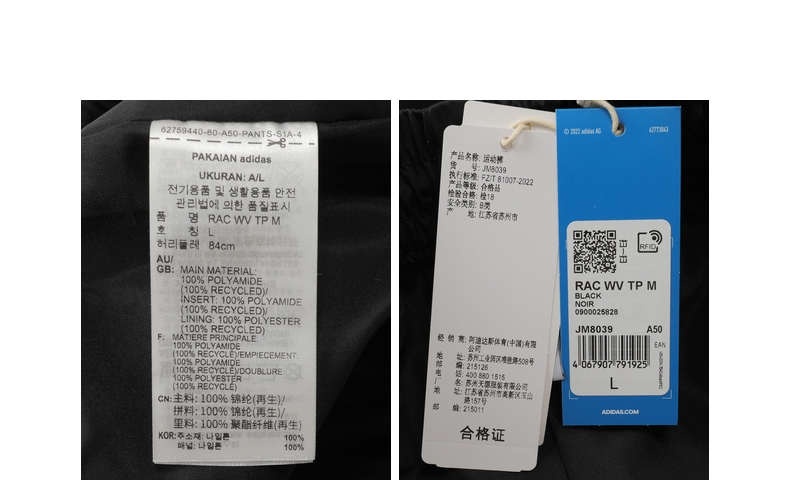 62759440-60-A50-PANTS-S1A-4
PAKAIAN adidas
UKURAN: A/L
전기용품 및 생활용품 안전
관리법에 의한 품질표시
품 명 RAC WV TP M
호 칭 L
허리둘레 84cm
AU/
GB: MAIN MATERIAL:
100% POLYAMIDE
(100% RECYCLED)/
INSERT: 100% POLYAMIDE
(100% RECYCLED)/
LINING: 100% POLYESTER
(100% RECYCLED)
F: MATIÈRE PRINCIPALE:
100% POLYAMIDE
(100% RECYCLÉ)/EMPIECEMENT:
100% POLYAMIDE
(100% RECYCLÉ)/DOUBLURE:
100% POLYESTER
(100% RECYCLÉ)
CN: 主料: 100% 锦纶(再生)/
拼料: 100% 锦纶(再生)/
里料: 100% 聚酯纤维(再生)
KOR: 주소재: 나일론 100%
패널: 나일론 100%
产品名称: 运动裤
货 号: JM8039
执行标准: FZ/T 81007-2022
产品等级: 合格品
检验合格: 检18
安全类别: B类
产 地: 江苏省苏州市
经 销 商: 阿迪达斯体育(中国)有限
公司
地 址: 苏州工业园区唯胜路508号
邮 编: 215126
电 话: 400 880 1515
厂 名: 苏州天源服装有限公司
地 址: 江苏省苏州市高新区玉山
路157号
邮 编: 215011
合格证
© 2022 adidas AG
62773843
RFID
RAC WV TP M
BLACK
NOIR
0900025828
JM8039 A50
EAN
4 067907 791925
L
ADIDAS.COM